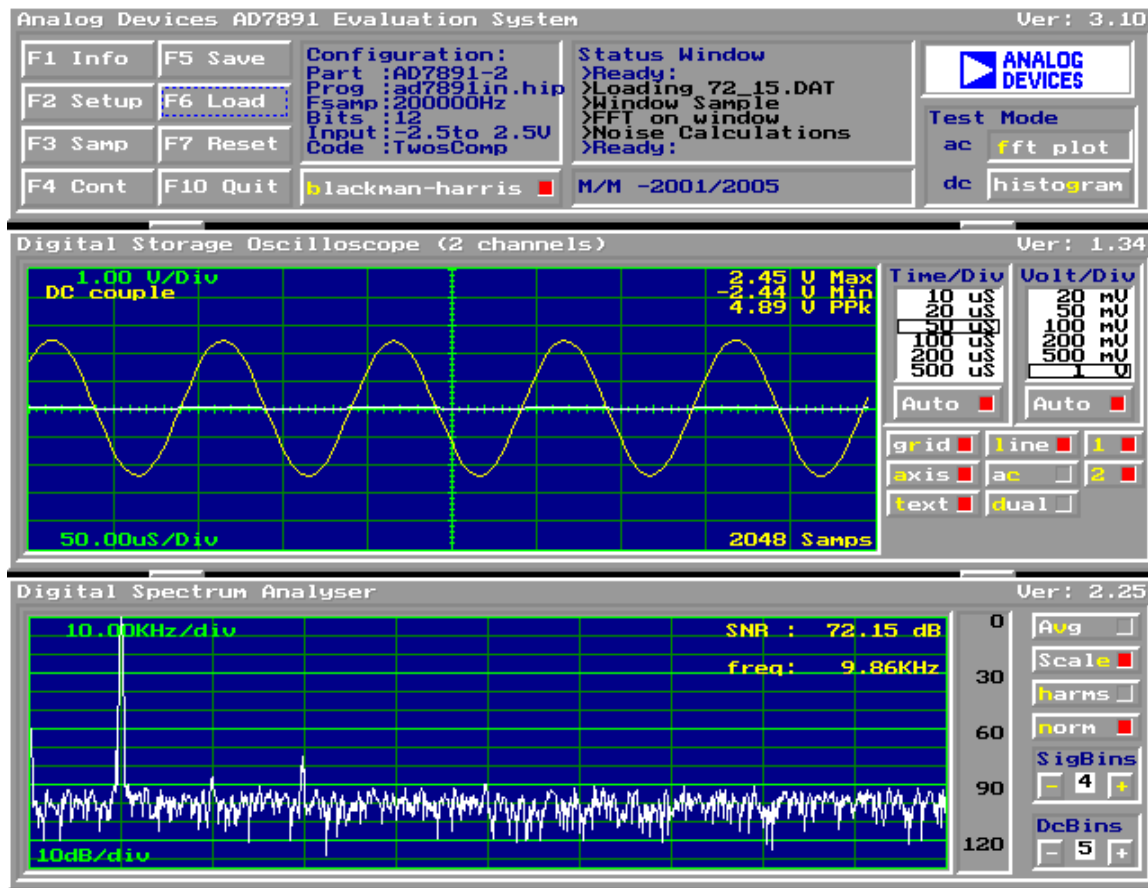 Analog Devices AD7891 Evaluation System Ver: 3.10
F1 Info F5 Save
F2 Setup F6 Load
F3 Samp F7 Reset
F4 Cont F10 Quit
Configuration:
Part :AD7891-2
Prog :ad7891in.hip
Fsamp:200000Hz
Bits :12
Input:-2.5to 2.5V
Code :TwosComp
blackman-harris
Status Window
>Ready:
>Loading 72_15.DAT
>Window Sample
>FFT on window
>Noise Calculations
>Ready:
M/M -2001/2005
ANALOG
DEVICES
Test Mode
ac fft plot
dc histogram
Digital Storage Oscilloscope (2 channels) Ver: 1.34
1.00 V/Div
DC couple
2.45 V Max
-2.44 V Min
4.89 V PPk
50.00uS/Div
2048 Samps
Time/Div
10 uS
20 uS
50 uS
100 uS
200 uS
500 uS
Auto
Volt/Div
20 mV
50 mV
100 mV
200 mV
500 mV
1 V
Auto
grid line 1
axis ac 2
text dual
Digital Spectrum Analyser Ver: 2.25
10.00KHz/div
SNR : 72.15 dB
freq: 9.86KHz
10dB/div
0
30
60
90
120
Avg
Scale
harms
norm
SigBins
- 4 +
DcBins
- 5 +